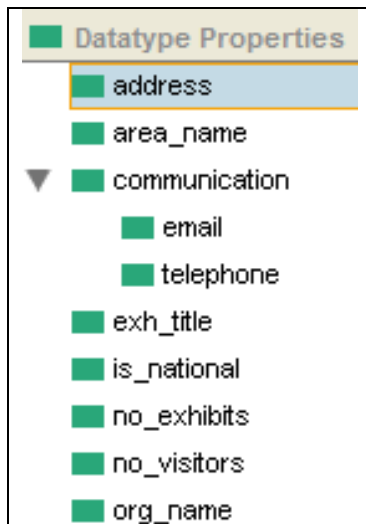 Datatype Properties
address
area_name
communication
email
telephone
exh_title
is_national
no_exhibits
no_visitors
org_name